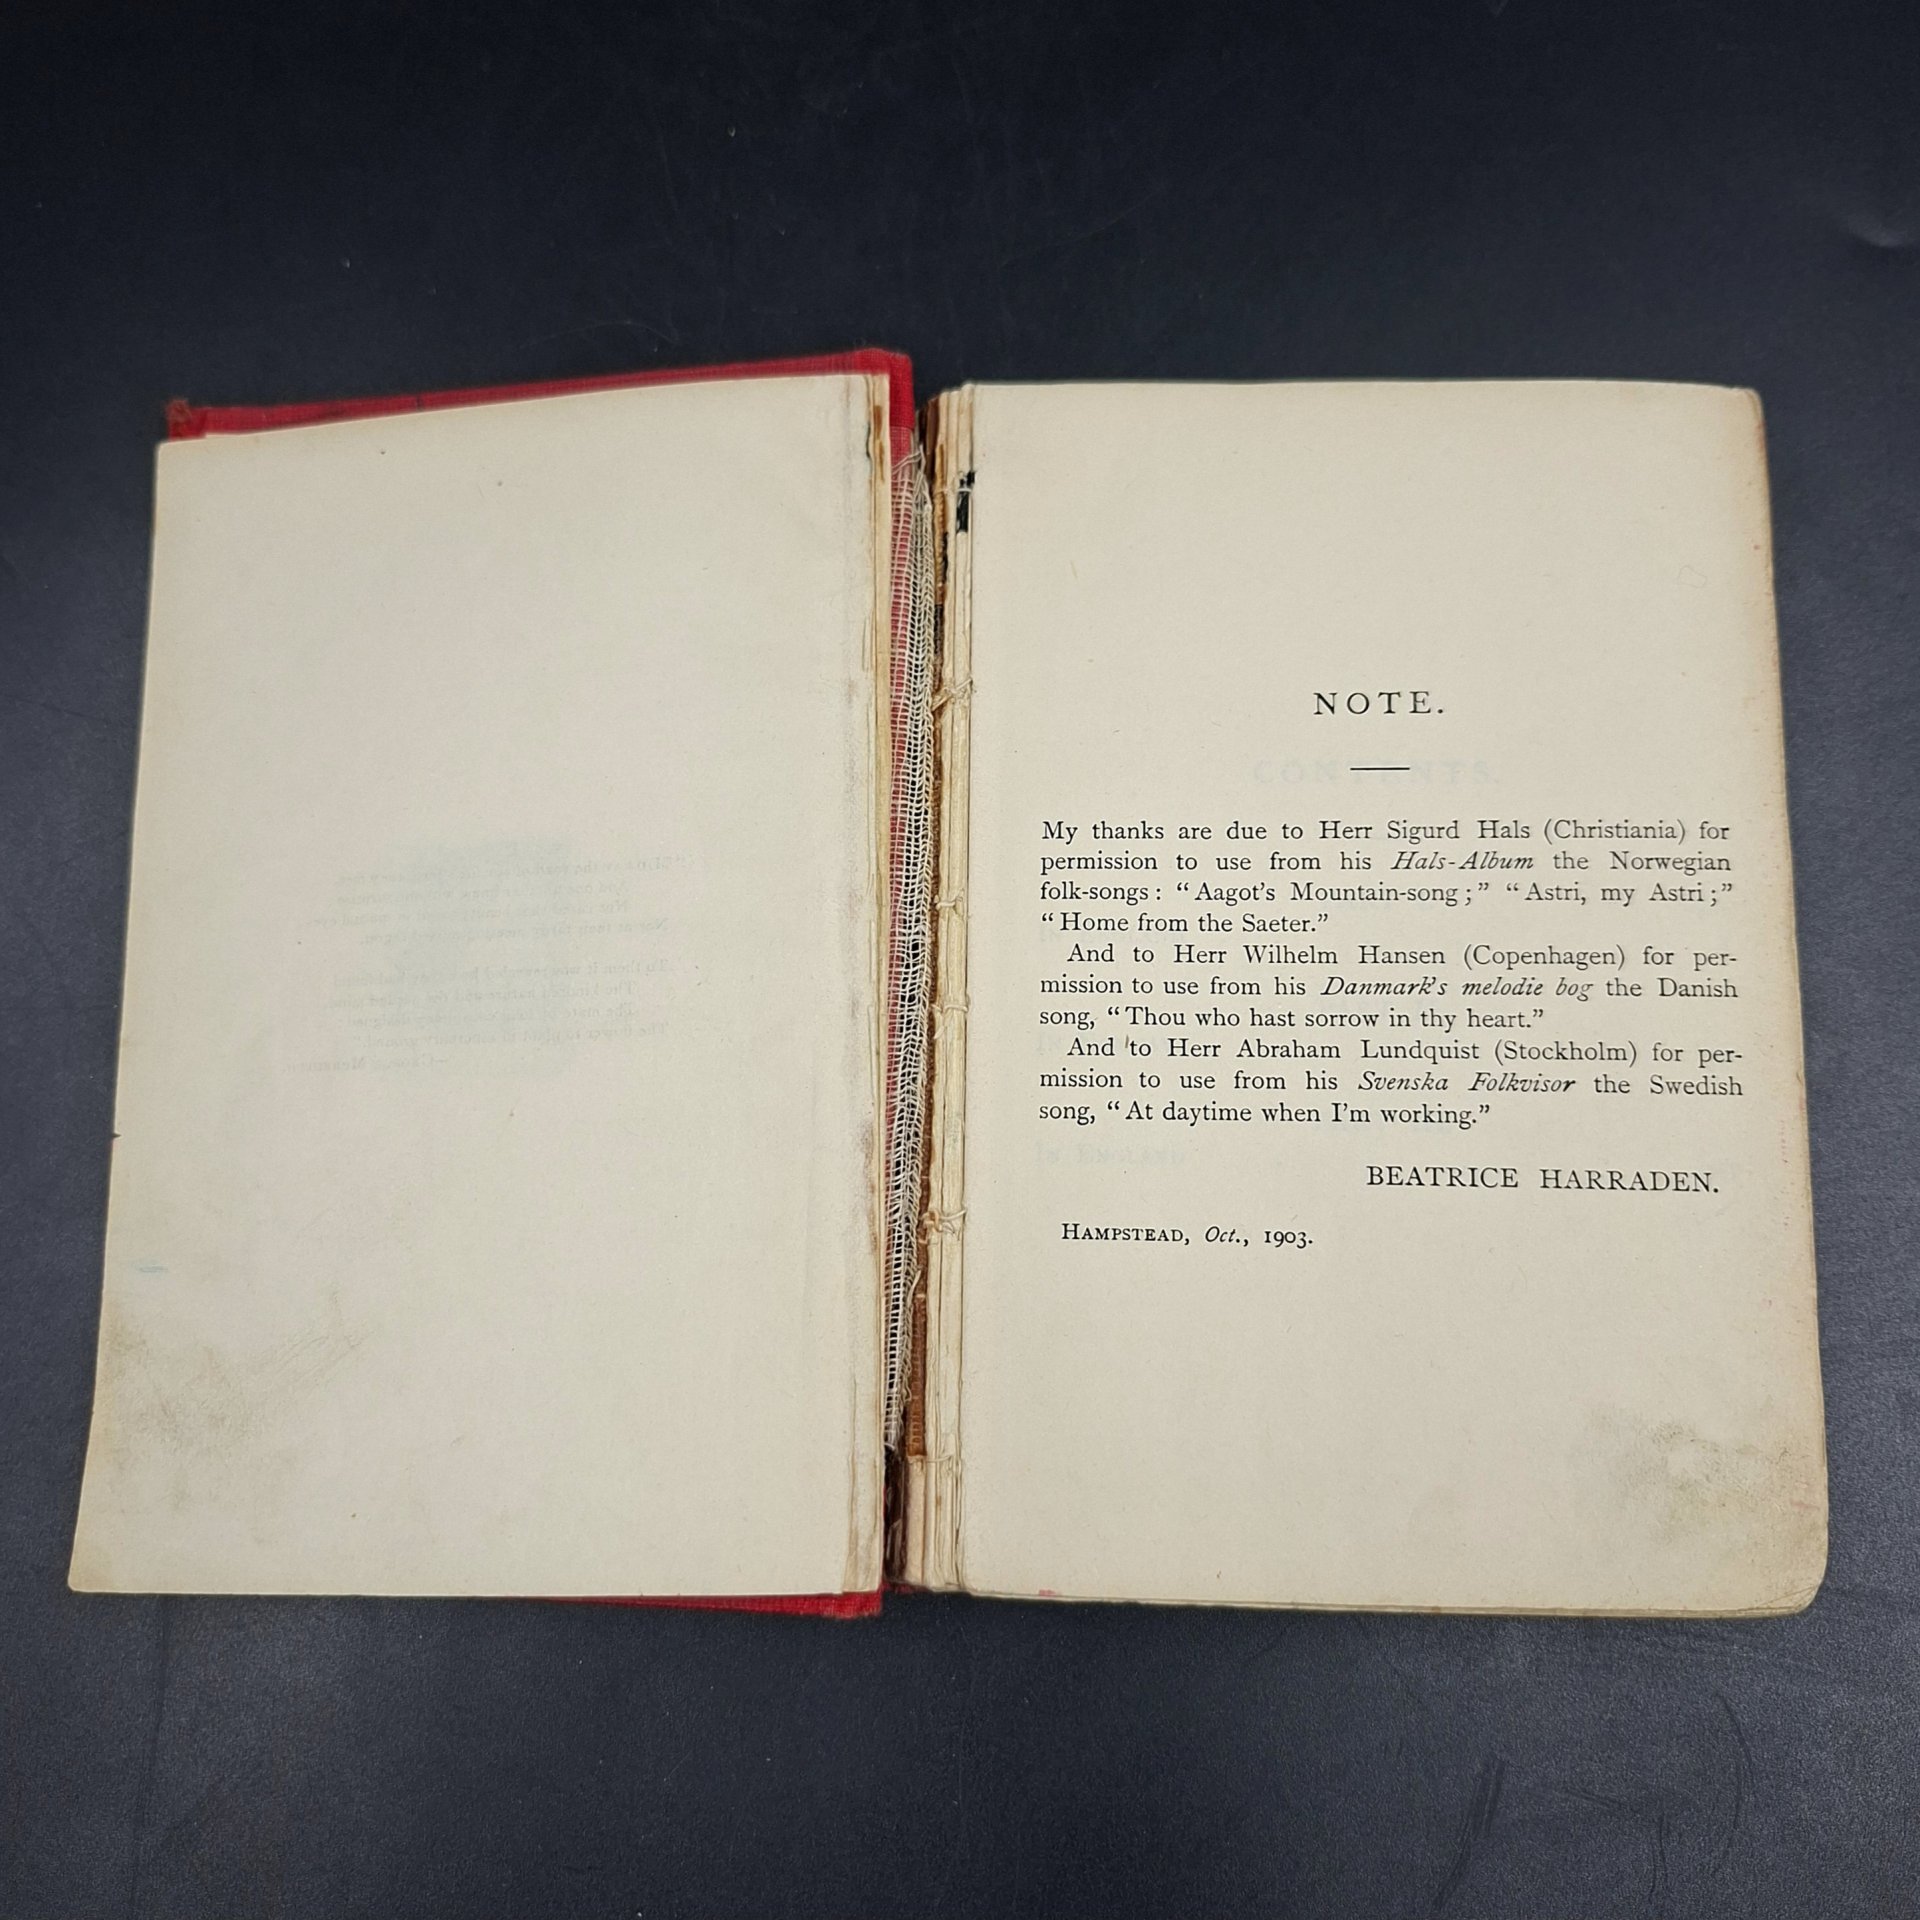 NOTE.
CONTENTS.
My thanks are due to Herr Sigurd Hals (Christiania) for
permission to use from his Hals-Album the Norwegian
folk-songs: “Aagot’s Mountain-song;” “Astri, my Astri;”
“Home from the Saeter.”
And to Herr Wilhelm Hansen (Copenhagen) for per-
mission to use from his Danmark’s melodie bog the Danish
song, “Thou who hast sorrow in thy heart.”
And to Herr Abraham Lundquist (Stockholm) for per-
mission to use from his Svenska Folkvisor the Swedish
song, “At daytime when I’m working.”
IN ENGLAND
BEATRICE HARRADEN.
HAMPSTEAD, Oct., 1903.